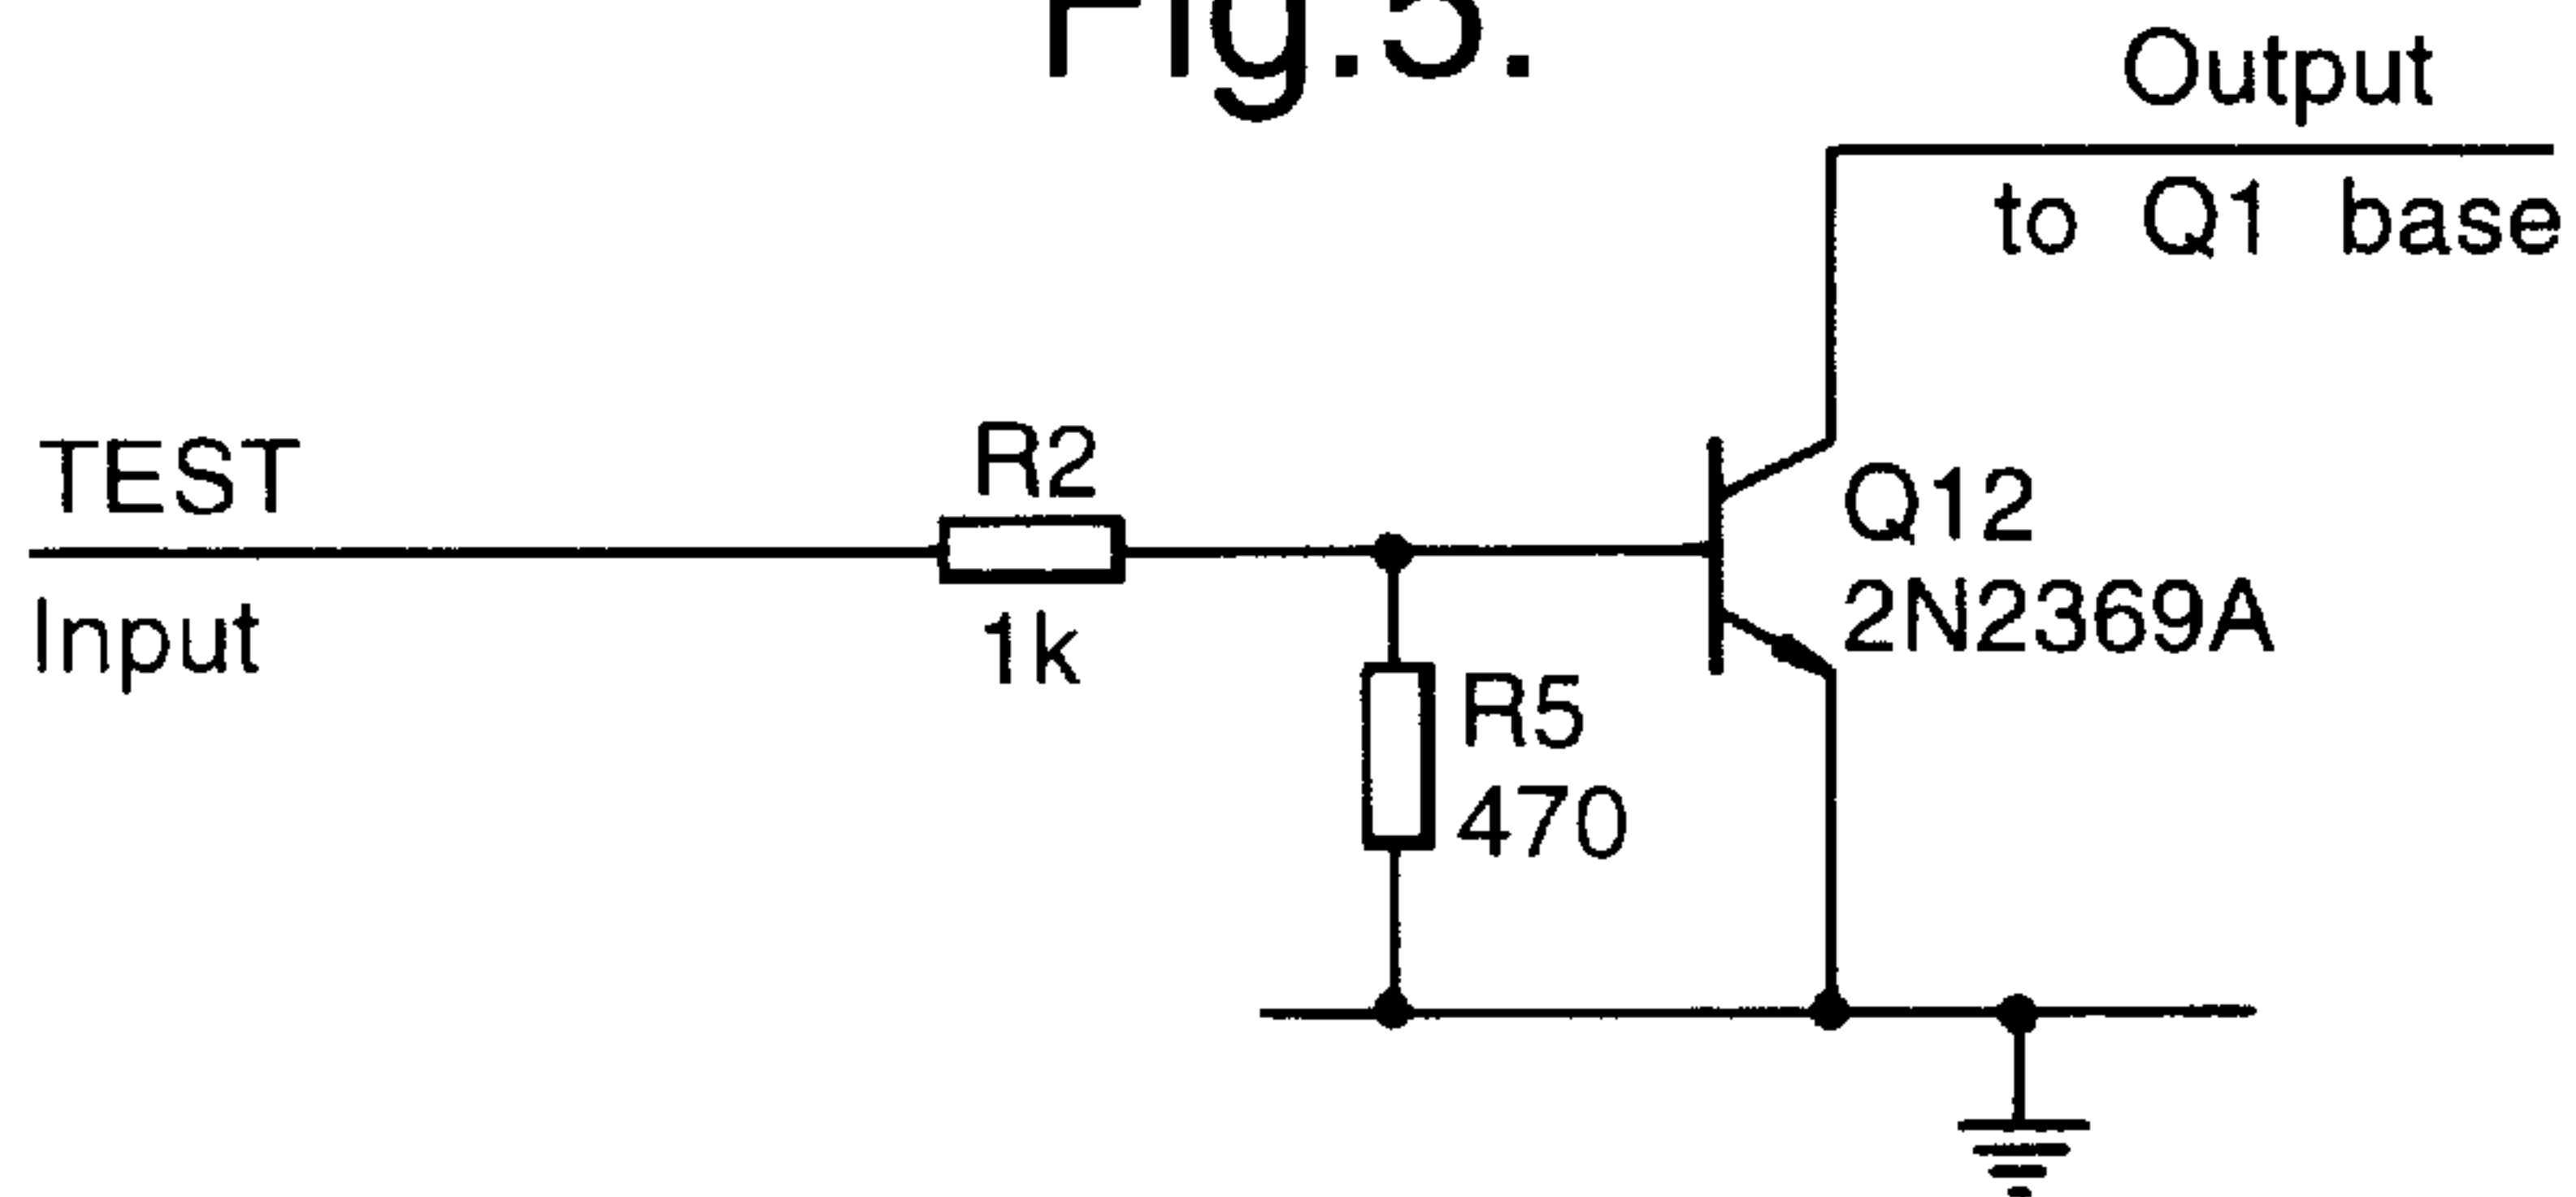 Fig.5.
Output
to Q1 base
TEST
Input
R2
1k
Q12
2N2369A
R5
470